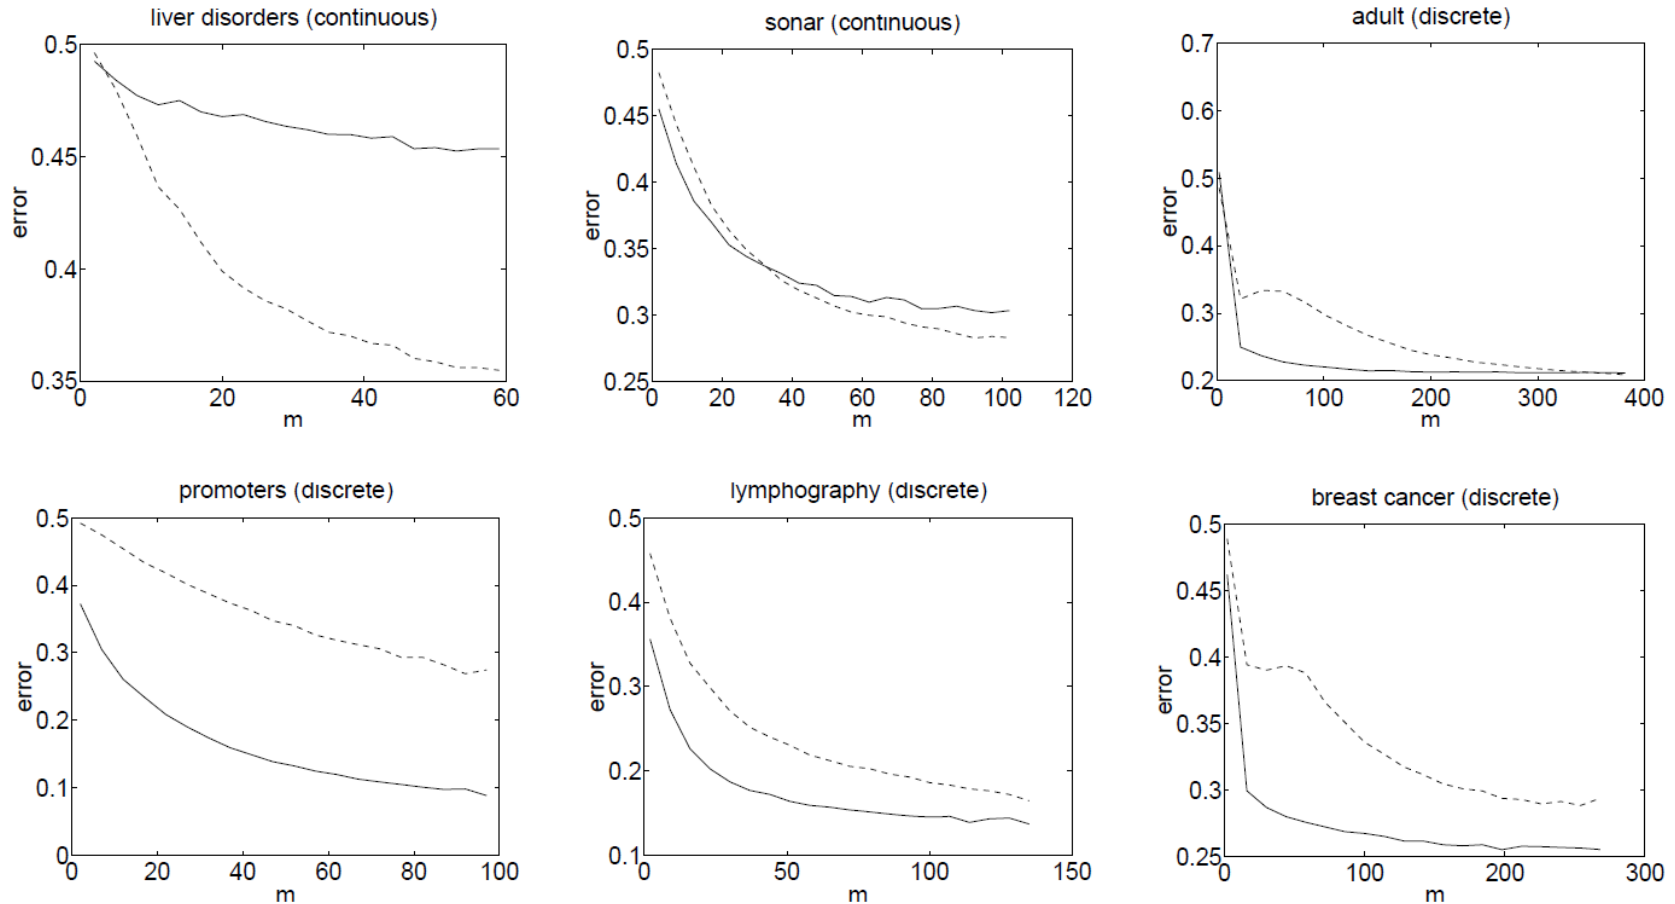 liver disorders (continuous)
0.5
0.45
0.4
0.35
error
0 20 40 60
m
sonar (continuous)
0.5
0.45
0.4
0.35
0.3
0.25
error
0 20 40 60 80 100 120
m
adult (discrete)
0.7
0.6
0.5
0.4
0.3
0.2
error
0 100 200 300 400
m
promoters (discrete)
0.5
0.4
0.3
0.2
0.1
0
error
0 20 40 60 80 100
m
lymphography (discrete)
0.5
0.4
0.3
0.2
0.1
error
0 50 100 150
m
breast cancer (discrete)
0.5
0.45
0.4
0.35
0.3
0.25
error
0 100 200 300
m